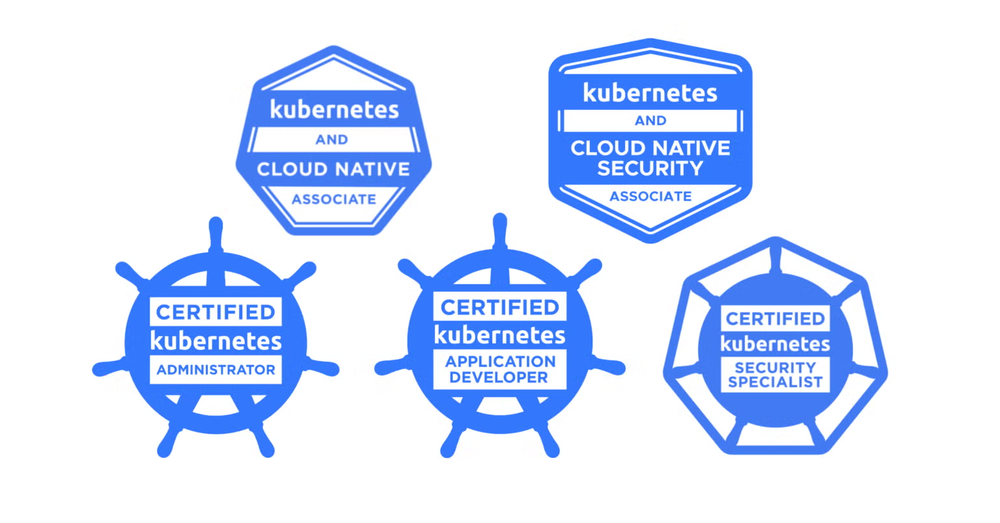 kubernetes
AND
CLOUD NATIVE
ASSOCIATE
kubernetes
AND
CLOUD NATIVE
SECURITY
ASSOCIATE
CERTIFIED
kubernetes
ADMINISTRATOR
CERTIFIED
kubernetes
APPLICATION
DEVELOPER
CERTIFIED
kubernetes
SECURITY
SPECIALIST